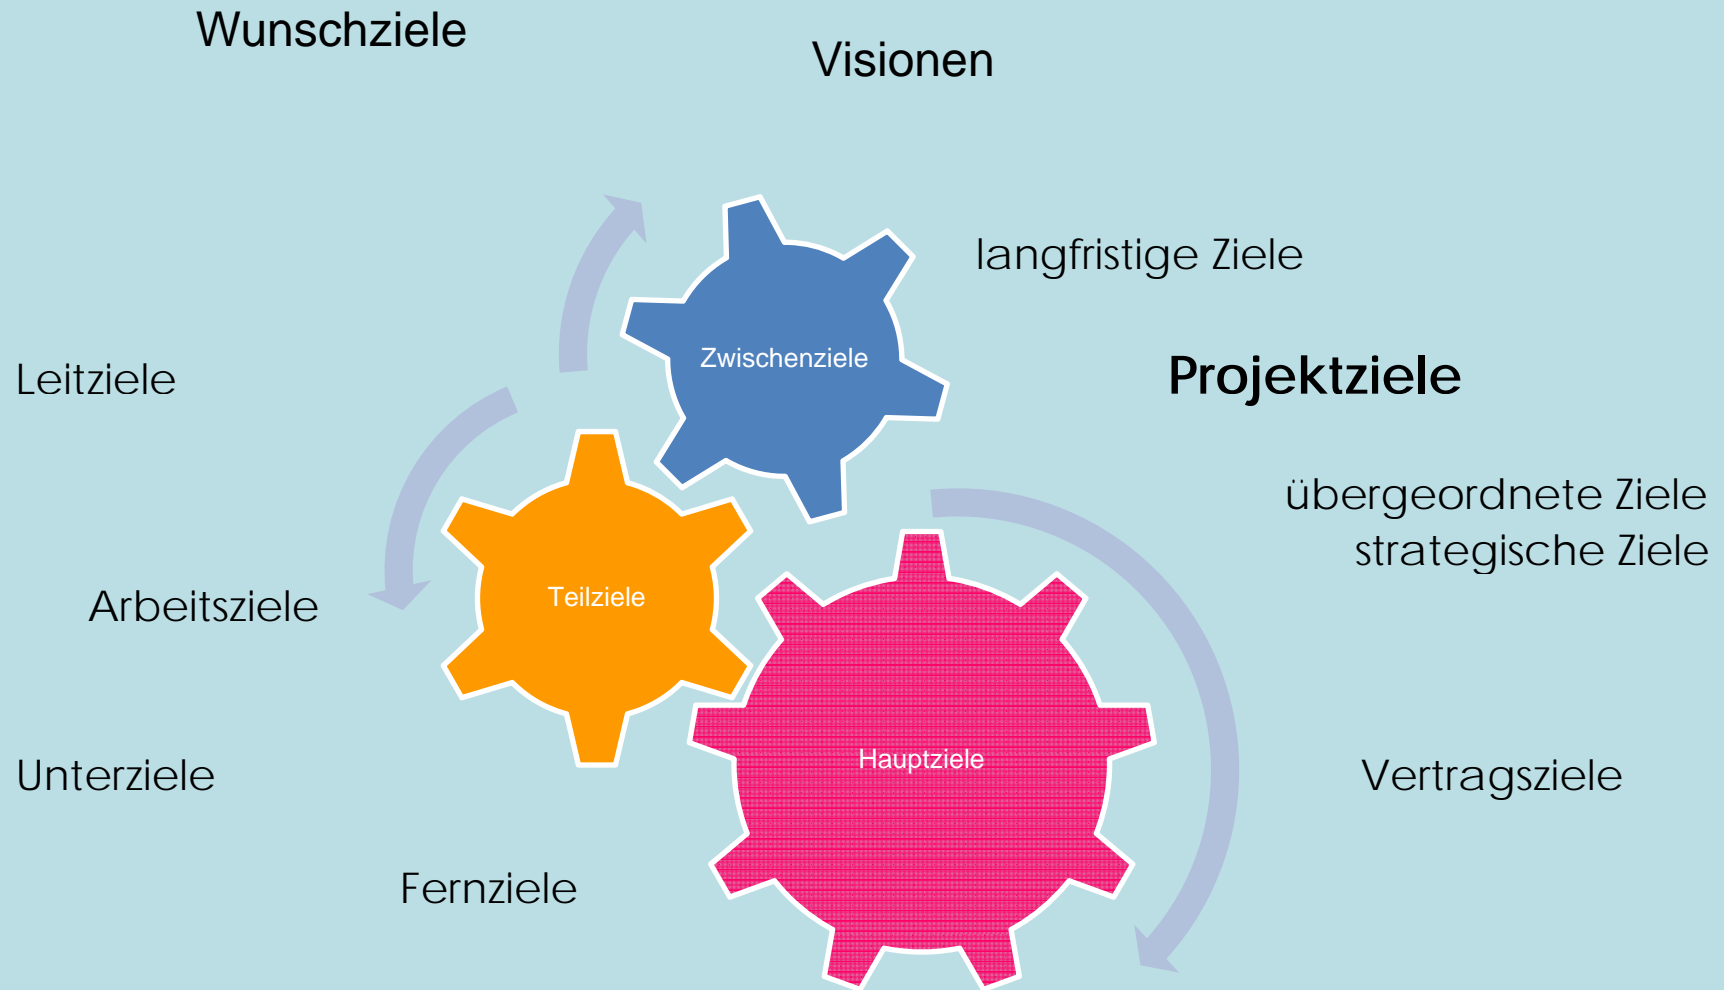 Wunschziele
Visionen
langfristige Ziele
Zwischenziele
Leitziele
Projektziele
übergeordnete Ziele
strategische Ziele
Teilziele
Arbeitsziele
Hauptziele
Unterziele
Vertragsziele
Fernziele